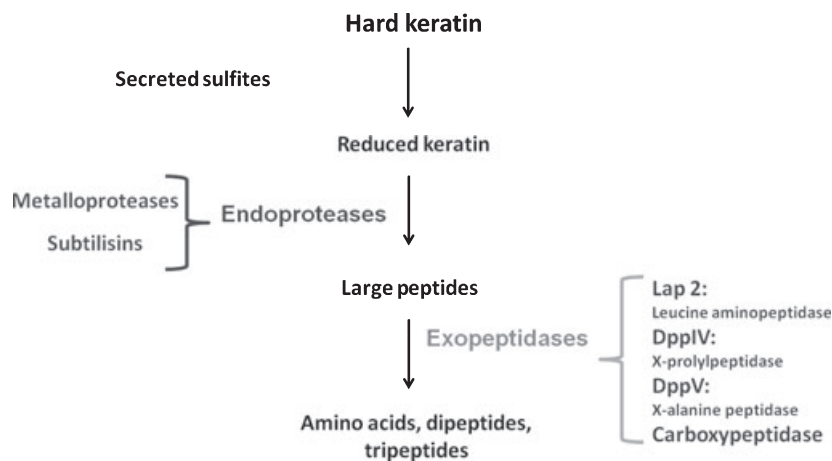 Hard keratin
Secreted sulfites
Reduced keratin
Metalloproteases
Subtilisins
Endoproteases
Large peptides
Exopeptidases
Lap 2:
Leucine aminopeptidase
DppIV:
X-prolylpeptidase
DppV:
X-alanine peptidase
Carboxypeptidase
Amino acids, dipeptides,
tripeptides